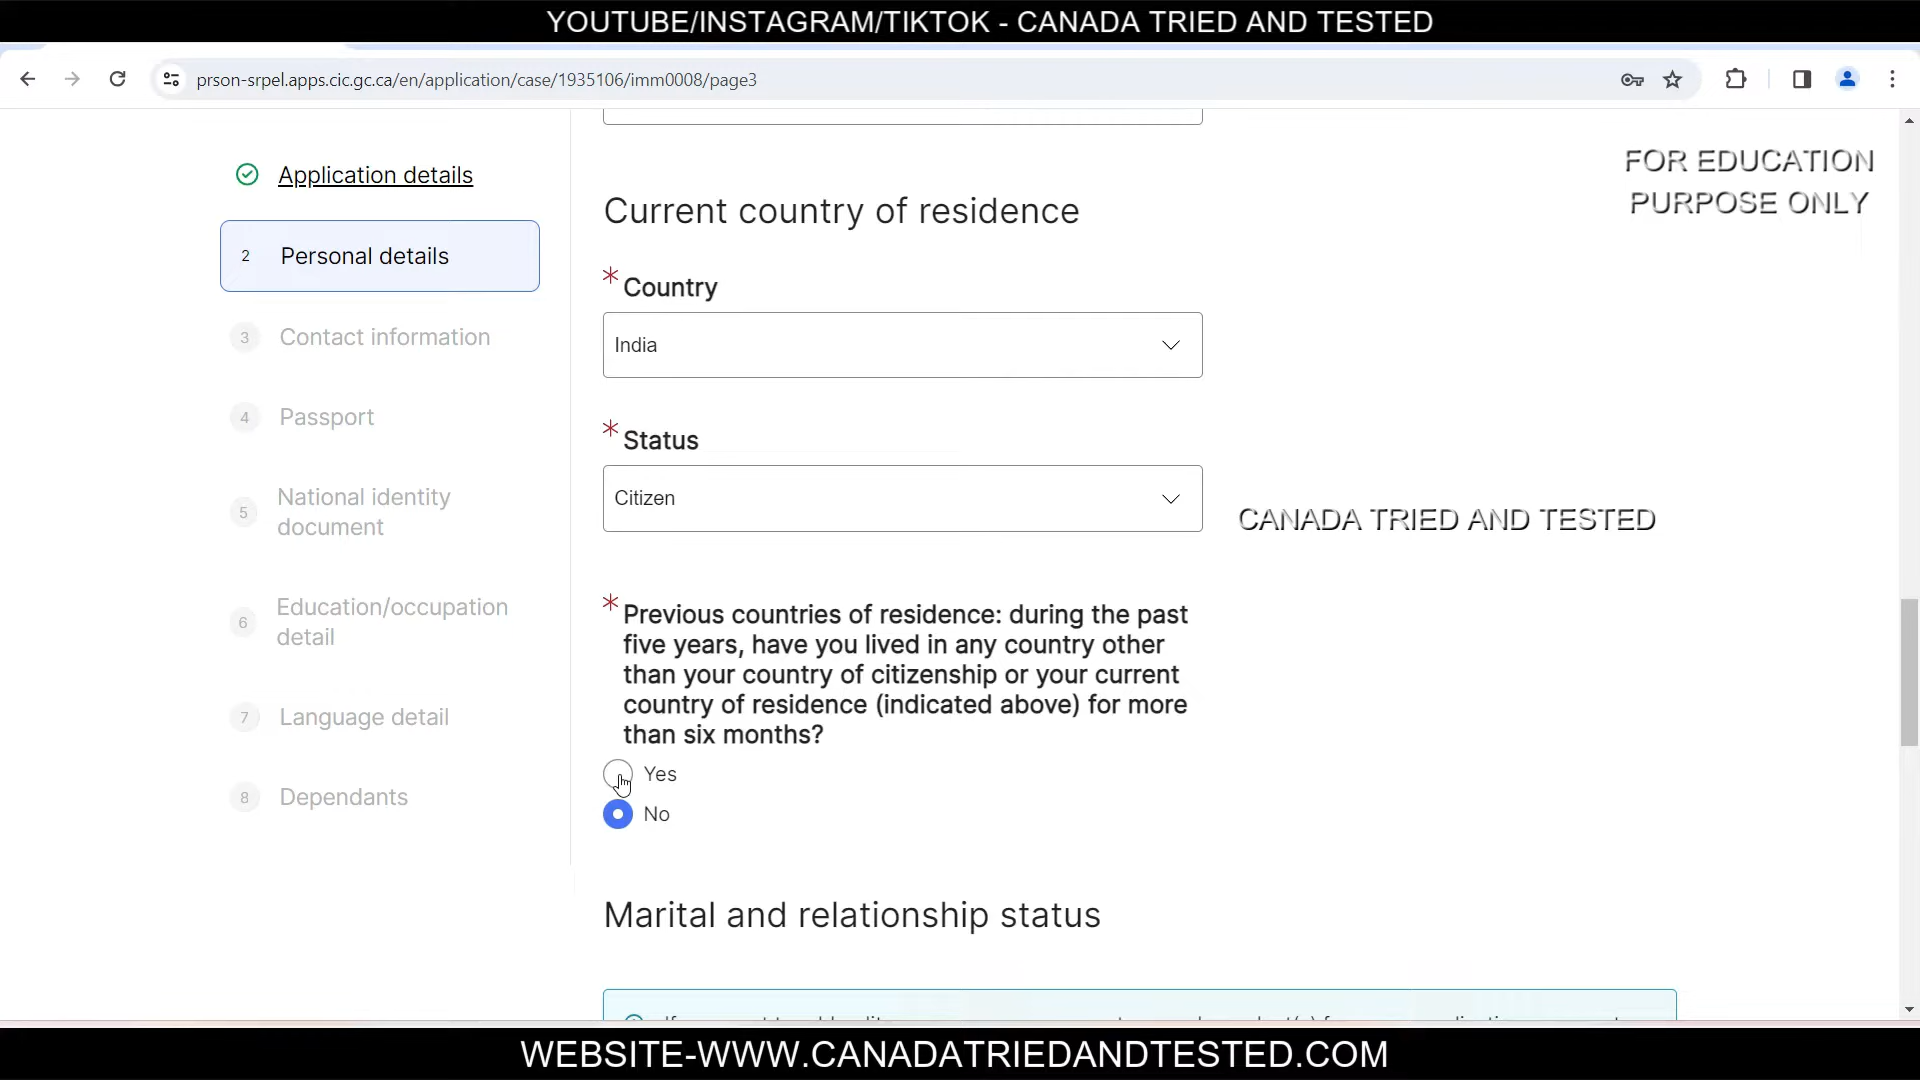 YOUTUBE/INSTAGRAM/TIKTOK - CANADA TRIED AND TESTED
prson-srpel.apps.cic.gc.ca/en/application/case/1935106/imm0008/page3
FOR EDUCATION
PURPOSE ONLY
Application details
2 Personal details
3 Contact information
4 Passport
5 National identity
document
6 Education/occupation
detail
7 Language detail
8 Dependants
Current country of residence
* Country
India
* Status
Citizen
CANADA TRIED AND TESTED
* Previous countries of residence: during the past
five years, have you lived in any country other
than your country of citizenship or your current
country of residence (indicated above) for more
than six months?
Yes
No
Marital and relationship status
WEBSITE-WWW.CANADATRIEDANDTESTED.COM